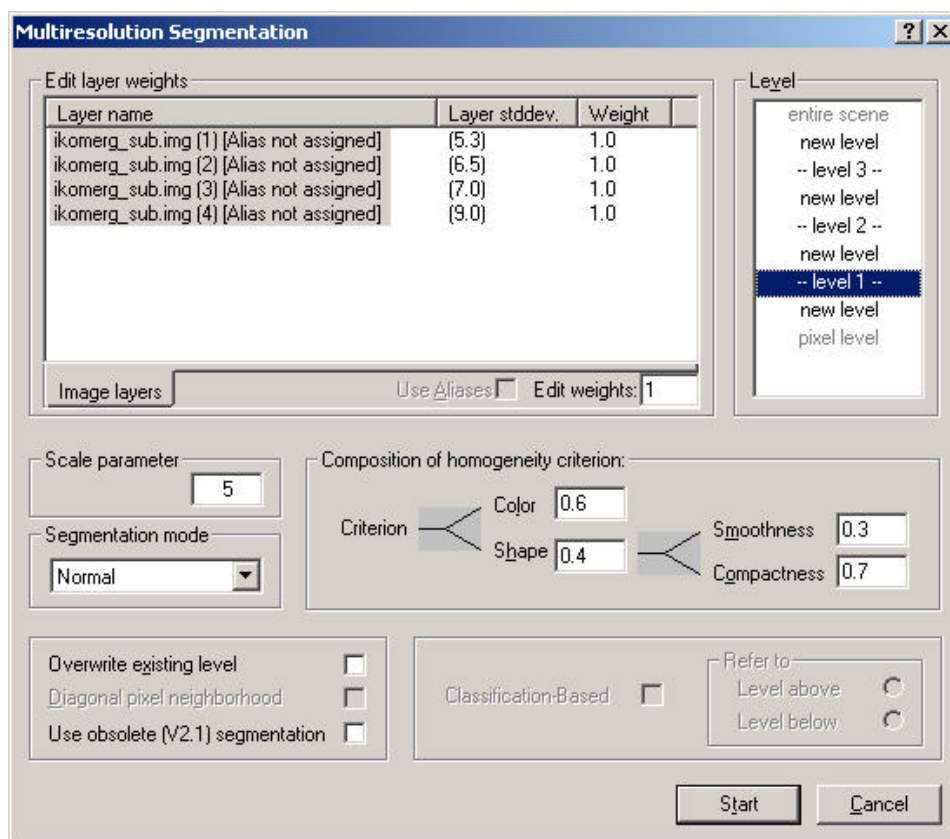 Multiresolution Segmentation
Edit layer weights
Layer name Layer stddev. Weight
ikomerg_sub.img (1) [Alias not assigned] (5.3) 1.0
ikomerg_sub.img (2) [Alias not assigned] (6.5) 1.0
ikomerg_sub.img (3) [Alias not assigned] (7.0) 1.0
ikomerg_sub.img (4) [Alias not assigned] (9.0) 1.0
Image layers Use Aliases Edit weights: 1
Level
entire scene
new level
-- level 3 --
new level
-- level 2 --
new level
-- level 1 --
new level
pixel level
Scale parameter
5
Segmentation mode
Normal
Composition of homogeneity criterion:
Criterion
Color 0.6
Shape 0.4
Smoothness 0.3
Compactness 0.7
Overwrite existing level
Diagonal pixel neighborhood
Use obsolete (V2.1) segmentation
Classification-Based
Refer to
Level above
Level below
Start Cancel